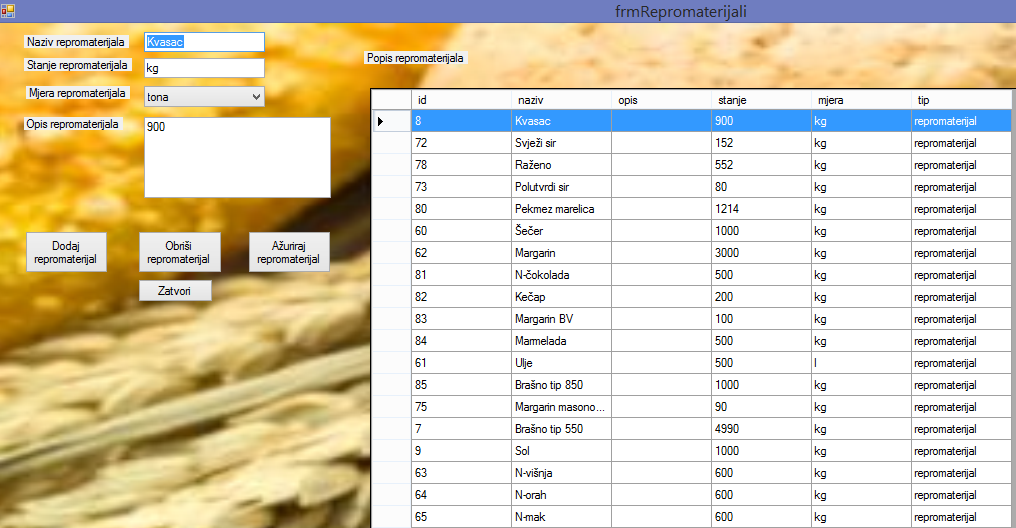 frmRepromaterijali
Naziv repromaterijala
Kvasac
Stanje repromaterijala
kg
Mjera repromaterijala
tona
Opis repromaterijala
900
Dodaj repromaterijal
Obriši repromaterijal
Ažuriraj repromaterijal
Zatvori
Popis repromaterijala
id naziv opis stanje mjera tip
8 Kvasac 900 kg repromaterijal
72 Svježi sir 152 kg repromaterijal
78 Raženo 552 kg repromaterijal
73 Polutvrdi sir 80 kg repromaterijal
80 Pekmez marelica 1214 kg repromaterijal
60 Šečer 1000 kg repromaterijal
62 Margarin 3000 kg repromaterijal
81 N-čokolada 500 kg repromaterijal
82 Kečap 200 kg repromaterijal
83 Margarin BV 100 kg repromaterijal
84 Marmelada 500 kg repromaterijal
61 Ulje 500 l repromaterijal
85 Brašno tip 850 1000 kg repromaterijal
75 Margarin masono... 90 kg repromaterijal
7 Brašno tip 550 4990 kg repromaterijal
9 Sol 1000 kg repromaterijal
63 N-višnja 600 kg repromaterijal
64 N-orah 600 kg repromaterijal
65 N-mak 600 kg repromaterijal